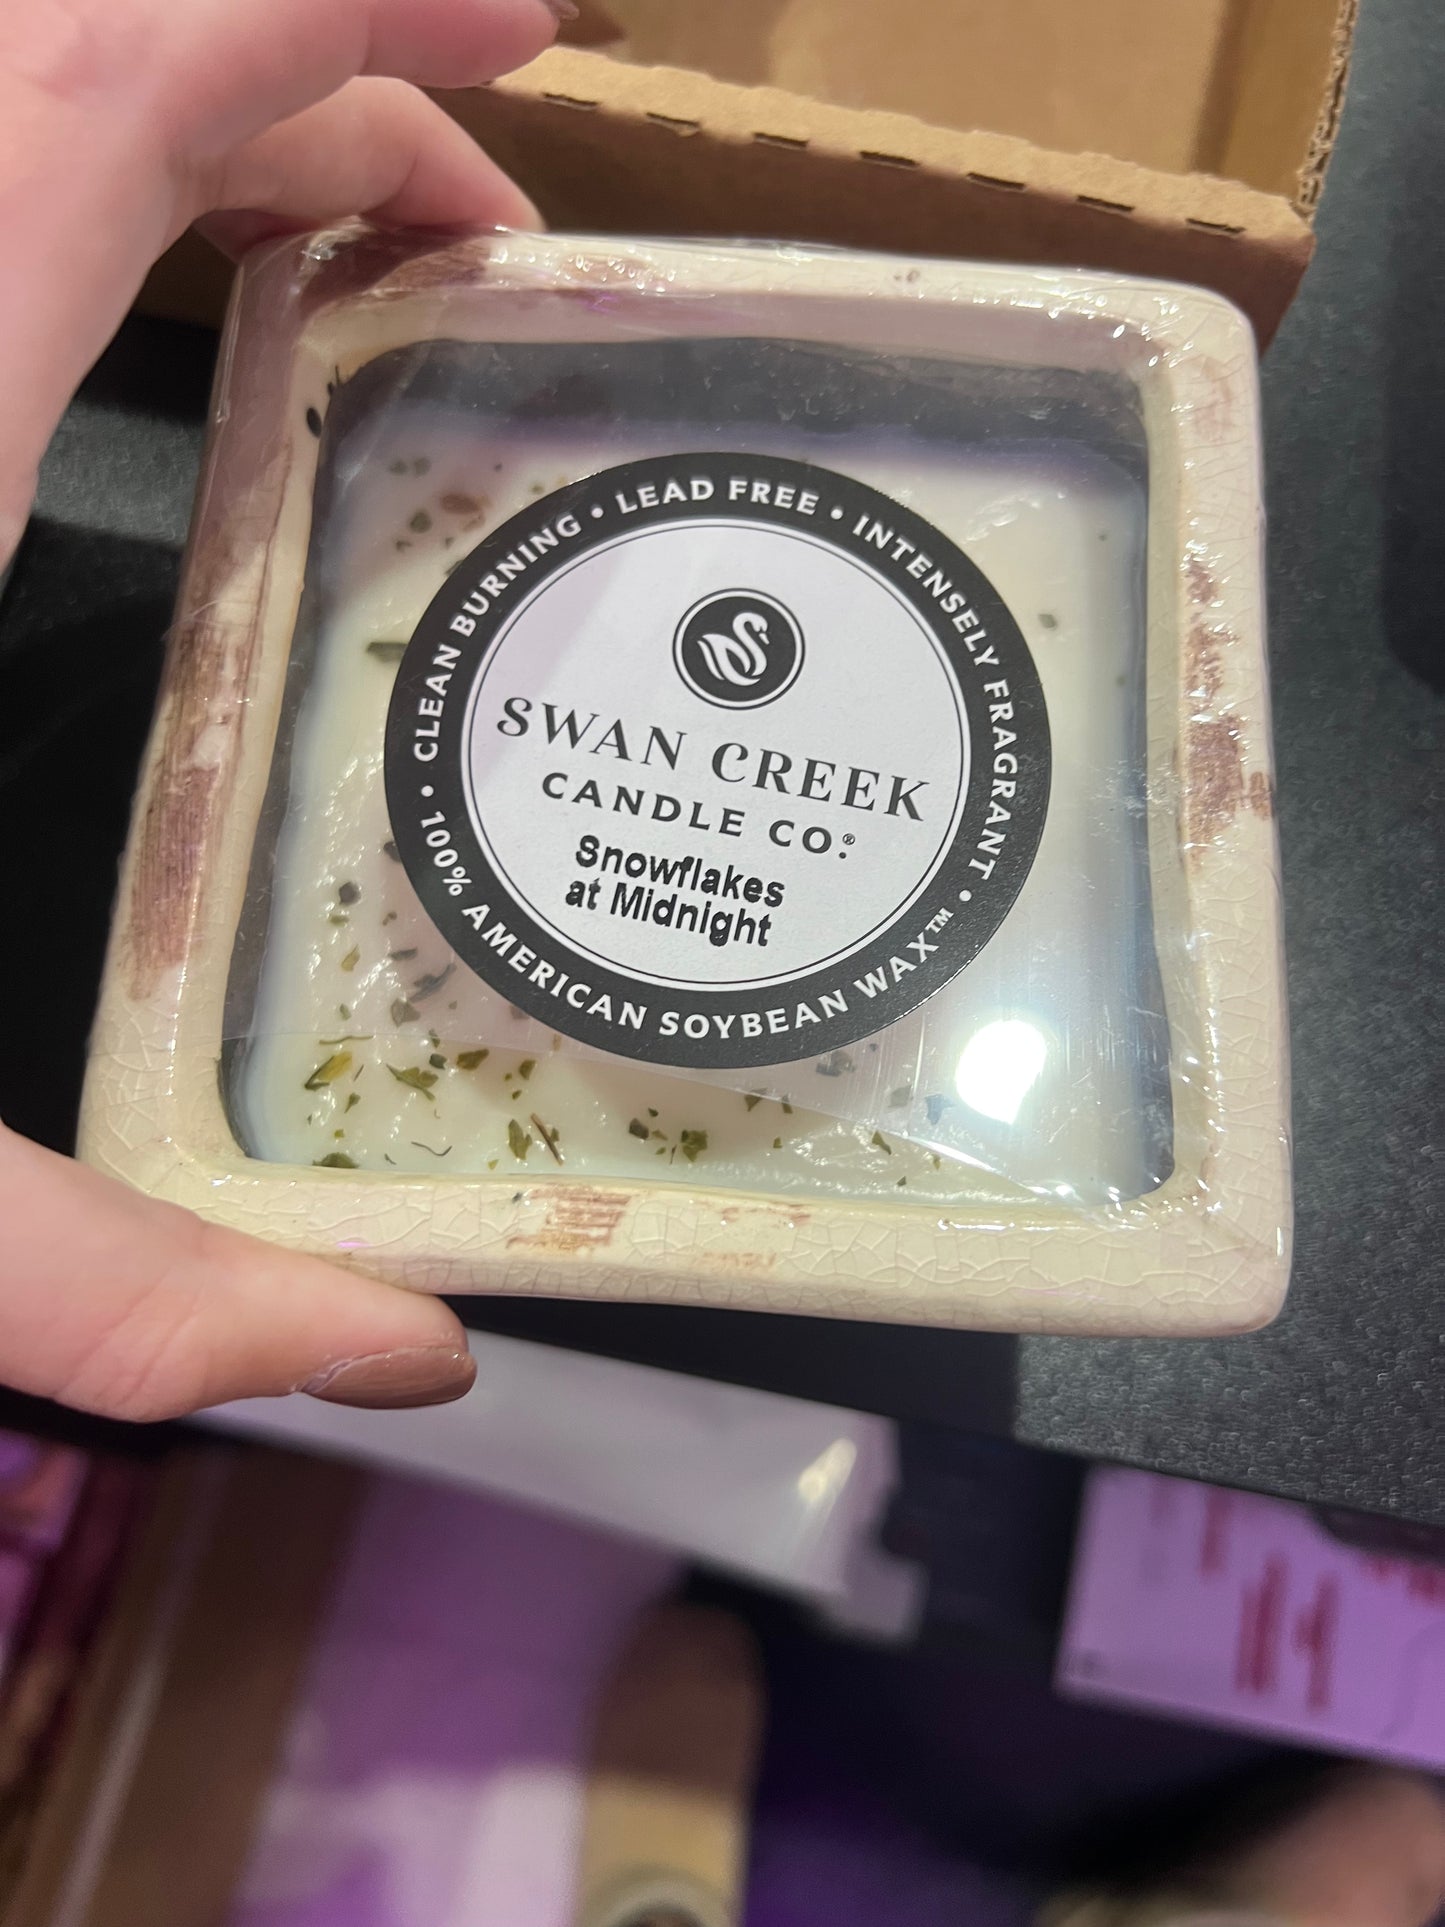 • CLEAN BURNING • LEAD FREE • INTENSELY FRAGRANT •
SWAN CREEK
CANDLE CO.®
Snowflakes
at Midnight
100% AMERICAN SOYBEAN WAX™